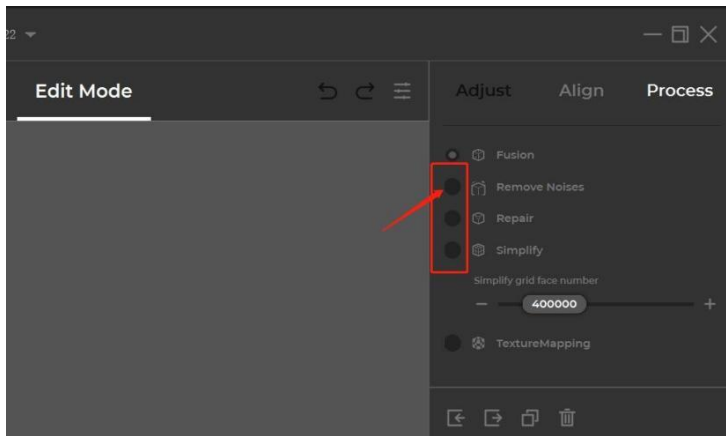 22
Edit Mode
Adjust Align Process
Fusion
Remove Noises
Repair
Simplify
Simplify grid face number
400000
TextureMapping